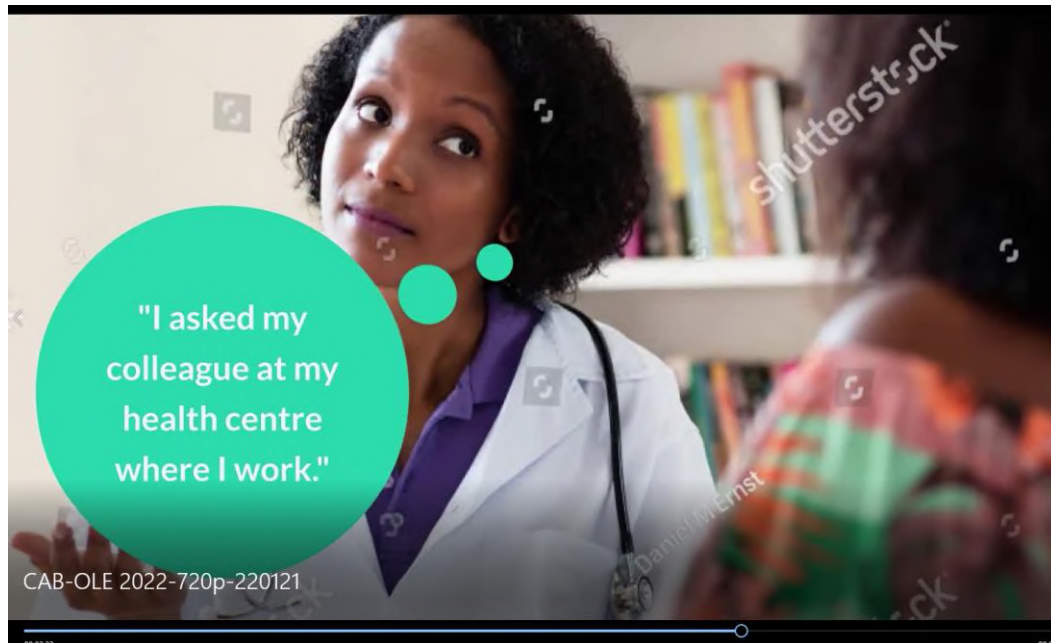 shutterstock
"I asked my
colleague at my
health centre
where I work."
Daniel M Ernst
CAB-OLE 2022-720p-220121